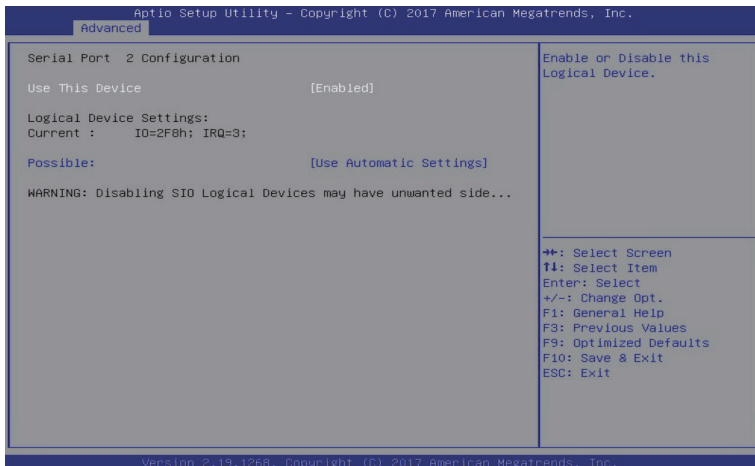 Aptio Setup Utility – Copyright (C) 2017 American Megatrends, Inc.
Advanced
Serial Port 2 Configuration
Use This Device [Enabled]
Logical Device Settings:
Current : IO=2F8h; IRQ=3;
Possible: [Use Automatic Settings]
WARNING: Disabling SIO Logical Devices may have unwanted side...
Enable or Disable this
Logical Device.
→←: Select Screen
↑↓: Select Item
Enter: Select
+/-: Change Opt.
F1: General Help
F3: Previous Values
F9: Optimized Defaults
F10: Save & Exit
ESC: Exit
Version 2.19.1268. Copyright (C) 2017 American Megatrends, Inc.